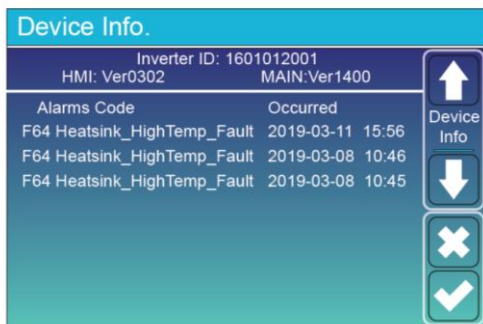 Device Info.
Inverter ID: 1601012001
HMI: Ver0302 MAIN:Ver1400
Alarms Code Occurred
F64 Heatsink_HighTemp_Fault 2019-03-11 15:56
F64 Heatsink_HighTemp_Fault 2019-03-08 10:46
F64 Heatsink_HighTemp_Fault 2019-03-08 10:45
Device
Info